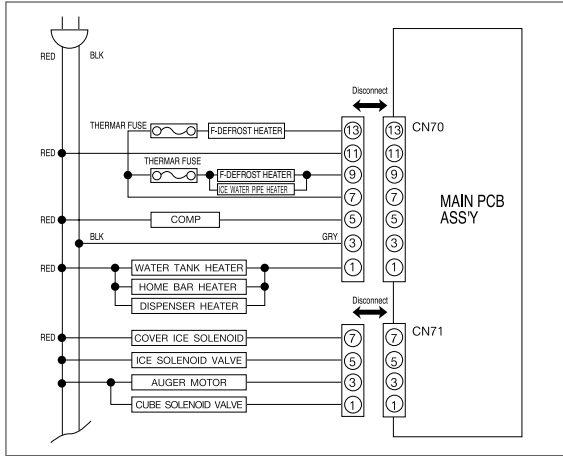 RED BLK
Disconnect
THERMAR FUSE F-DEFROST HEATER 13 13 CN70
RED 11 11
THERMAR FUSE
F-DEFROST HEATER 9 9
ICE WATER PIPE HEATER
7 7 MAIN PCB
ASS'Y
RED COMP 5 5
BLK GRY 3 3
RED WATER TANK HEATER 1 1
HOME BAR HEATER
DISPENSER HEATER
Disconnect
RED COVER ICE SOLENOID 7 7 CN71
ICE SOLENOID VALVE 5 5
AUGER MOTOR 3 3
CUBE SOLENOID VALVE 1 1